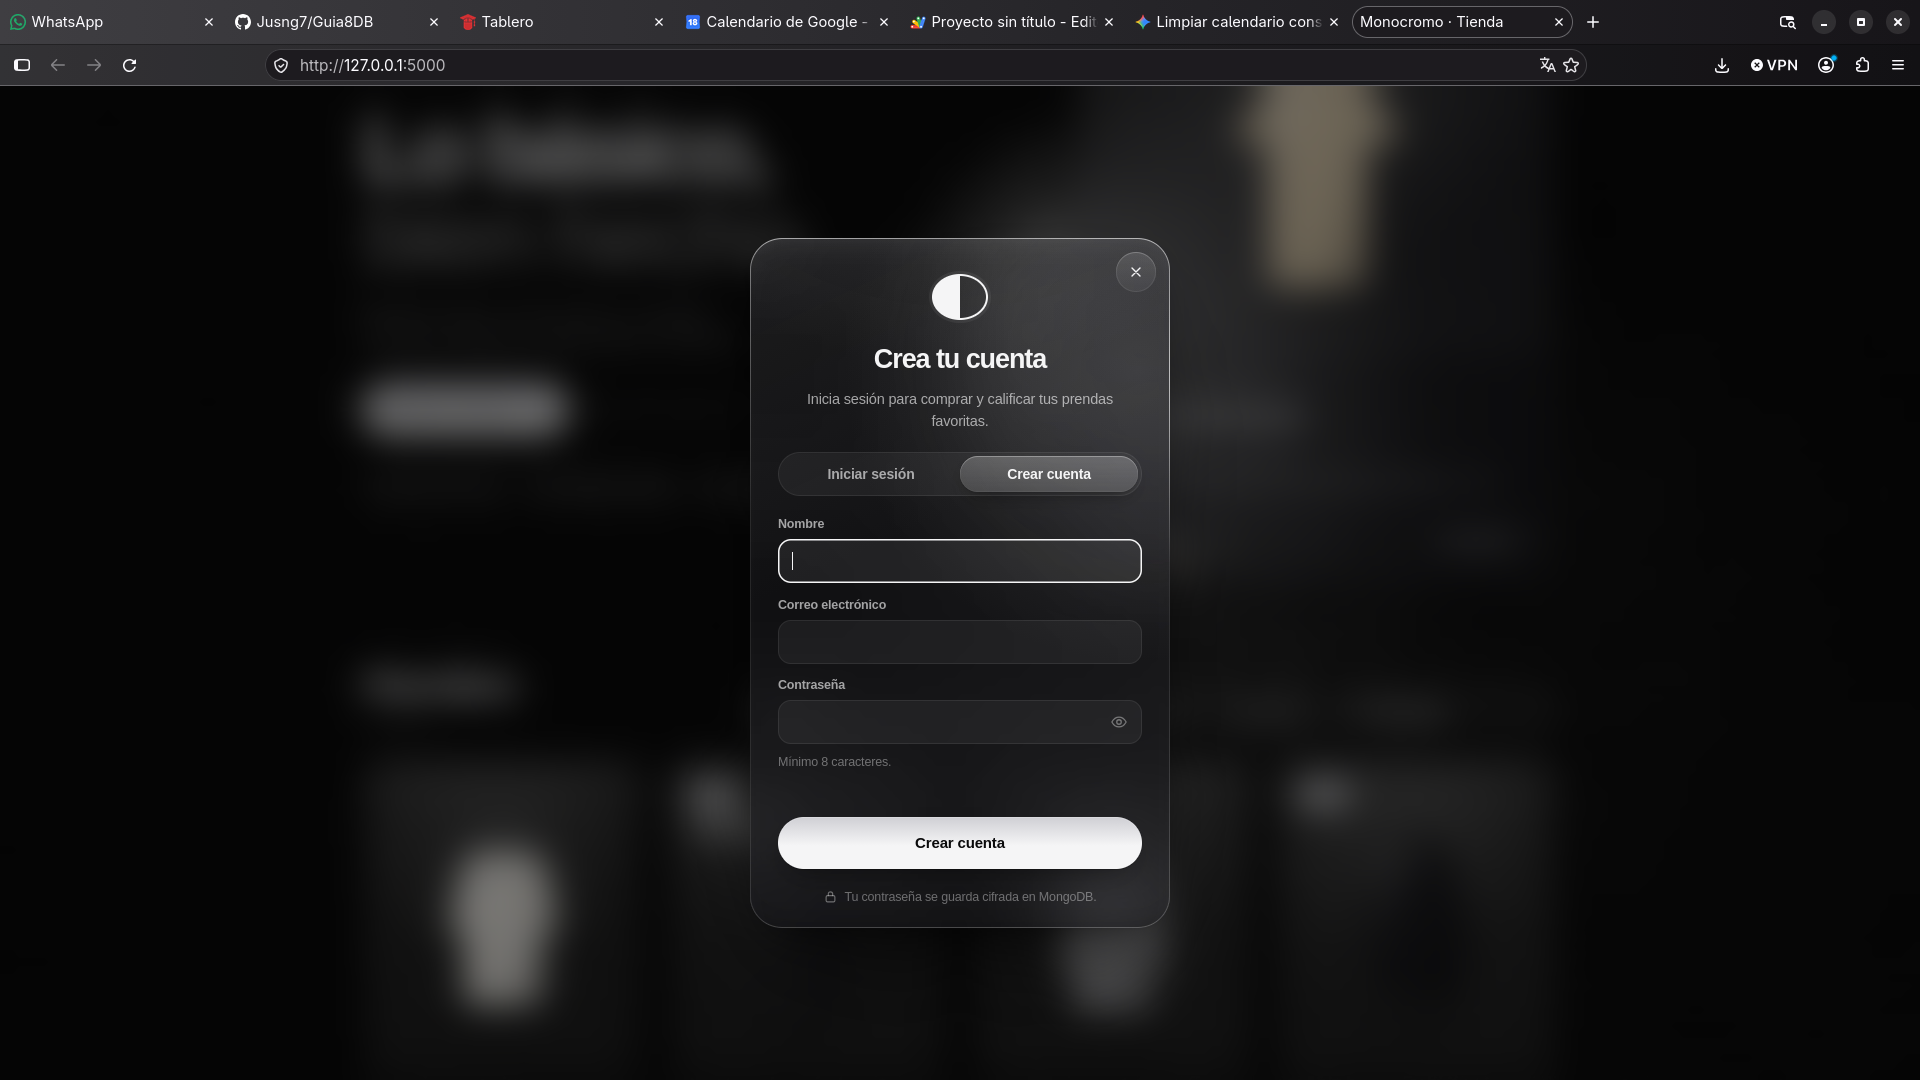 WhatsApp
Jusng7/Guia8DB
Tablero
18
Calendario de Google -
Proyecto sin título - Edit
Limpiar calendario cons
Monocromo · Tienda
http://127.0.0.1:5000
VPN
Crea tu cuenta
Inicia sesión para comprar y calificar tus prendas
favoritas.
Iniciar sesión
Crear cuenta
Nombre
Correo electrónico
Contraseña
Mínimo 8 caracteres.
Crear cuenta
Tu contraseña se guarda cifrada en MongoDB.